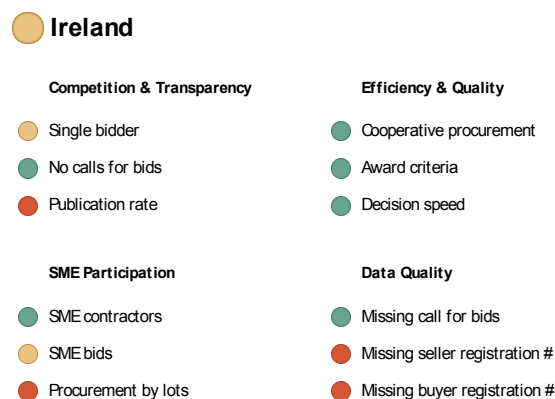 Ireland
Competition & Transparency
Single bidder
No calls for bids
Publication rate
Efficiency & Quality
Cooperative procurement
Award criteria
Decision speed
SME Participation
SME contractors
SME bids
Procurement by lots
Data Quality
Missing call for bids
Missing seller registration #
Missing buyer registration #